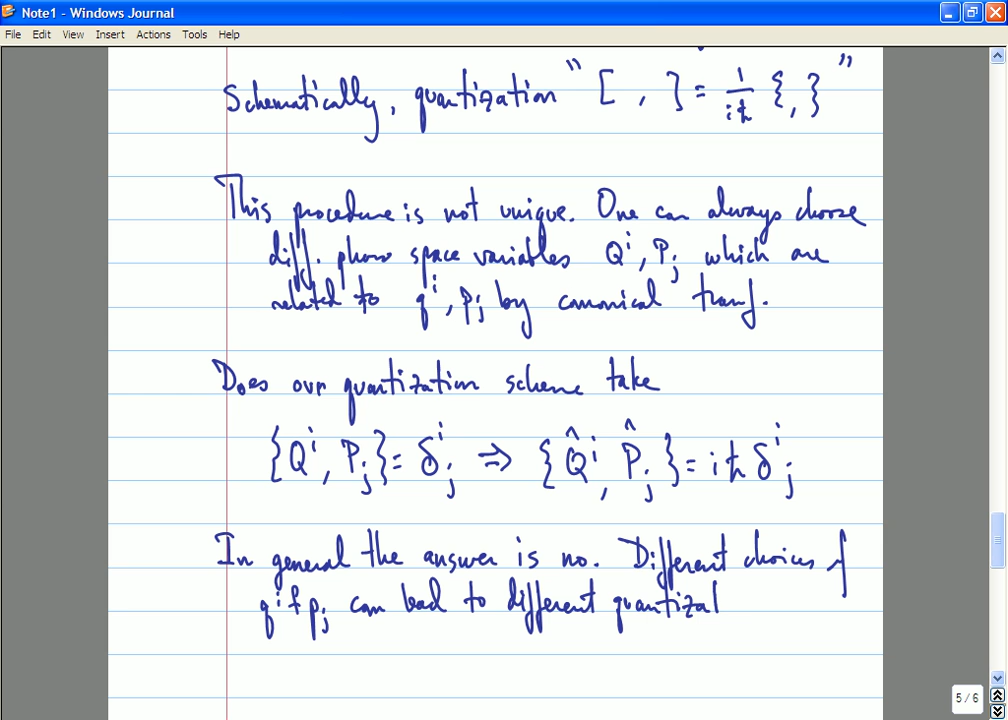 Note1 - Windows Journal
File Edit View Insert Actions Tools Help
Schematically, quantization " [ , ] = 1/iħ { , } "
This procedure is not unique. One can always choose
diff. phase space variables Q^i, P_j which are
related to q^i, p_j by canonical transf.
Does our quantization scheme take
{Q^i, P_j} = δ^i_j ⇒ {Q̂^i, P̂_j} = iħ δ^i_j
In general the answer is no. Different choices of
q^i & p_j can lead to different quantizat
5/6